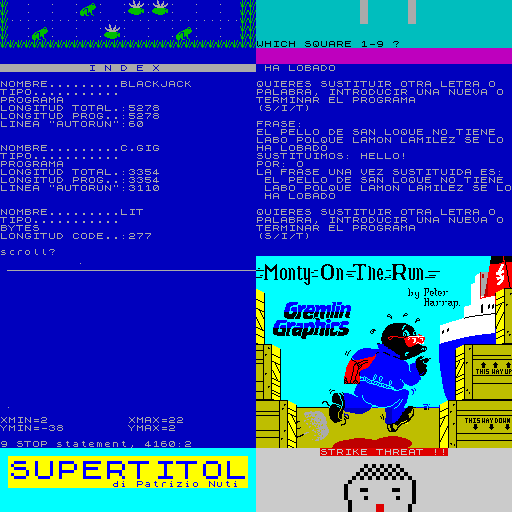 WHICH SQUARE 1-9 ?
I N D E X
NOMBRE.........BLACKJACK
TIPO...........
PROGRAMA
LONGITUD TOTAL.:5278
LONGITUD PROG..:5278
LINEA "AUTORUN":60
NOMBRE.........C.GIG
TIPO...........
PROGRAMA
LONGITUD TOTAL.:3354
LONGITUD PROG..:3354
LINEA "AUTORUN":3110
NOMBRE.........LIT
TIPO...........
BYTES
LONGITUD CODE..:277
scroll?
HA LOBADO
QUIERES SUSTITUIR OTRA LETRA O
PALABRA, INTRODUCIR UNA NUEVA O
TERMINAR EL PROGRAMA
(S/I/T)
FRASE:
EL PELLO DE SAN LOQUE NO TIENE
LABO POLQUE LAMON LAMILEZ SE LO
HA LOBADO
SUSTITUIMOS: HELLO!
POR: O
LA FRASE UNA VEZ SUSTITUIDA ES:
EL PELLO DE SAN LOQUE NO TIENE
LABO POLQUE LAMON LAMILEZ SE LO
HA LOBADO
QUIERES SUSTITUIR OTRA LETRA O
PALABRA, INTRODUCIR UNA NUEVA O
TERMINAR EL PROGRAMA
(S/I/T)
XMIN=2 XMAX=22
YMIN=-38 YMAX=2
9 STOP statement, 4160:2
Monty-On-The-Run
by Peter
Harrap.
Gremlin
Graphics
THIS WAY UP
THIS WAY DOWN
SUPERTITOL
di Patrizio Nuti
STRIKE THREAT !!